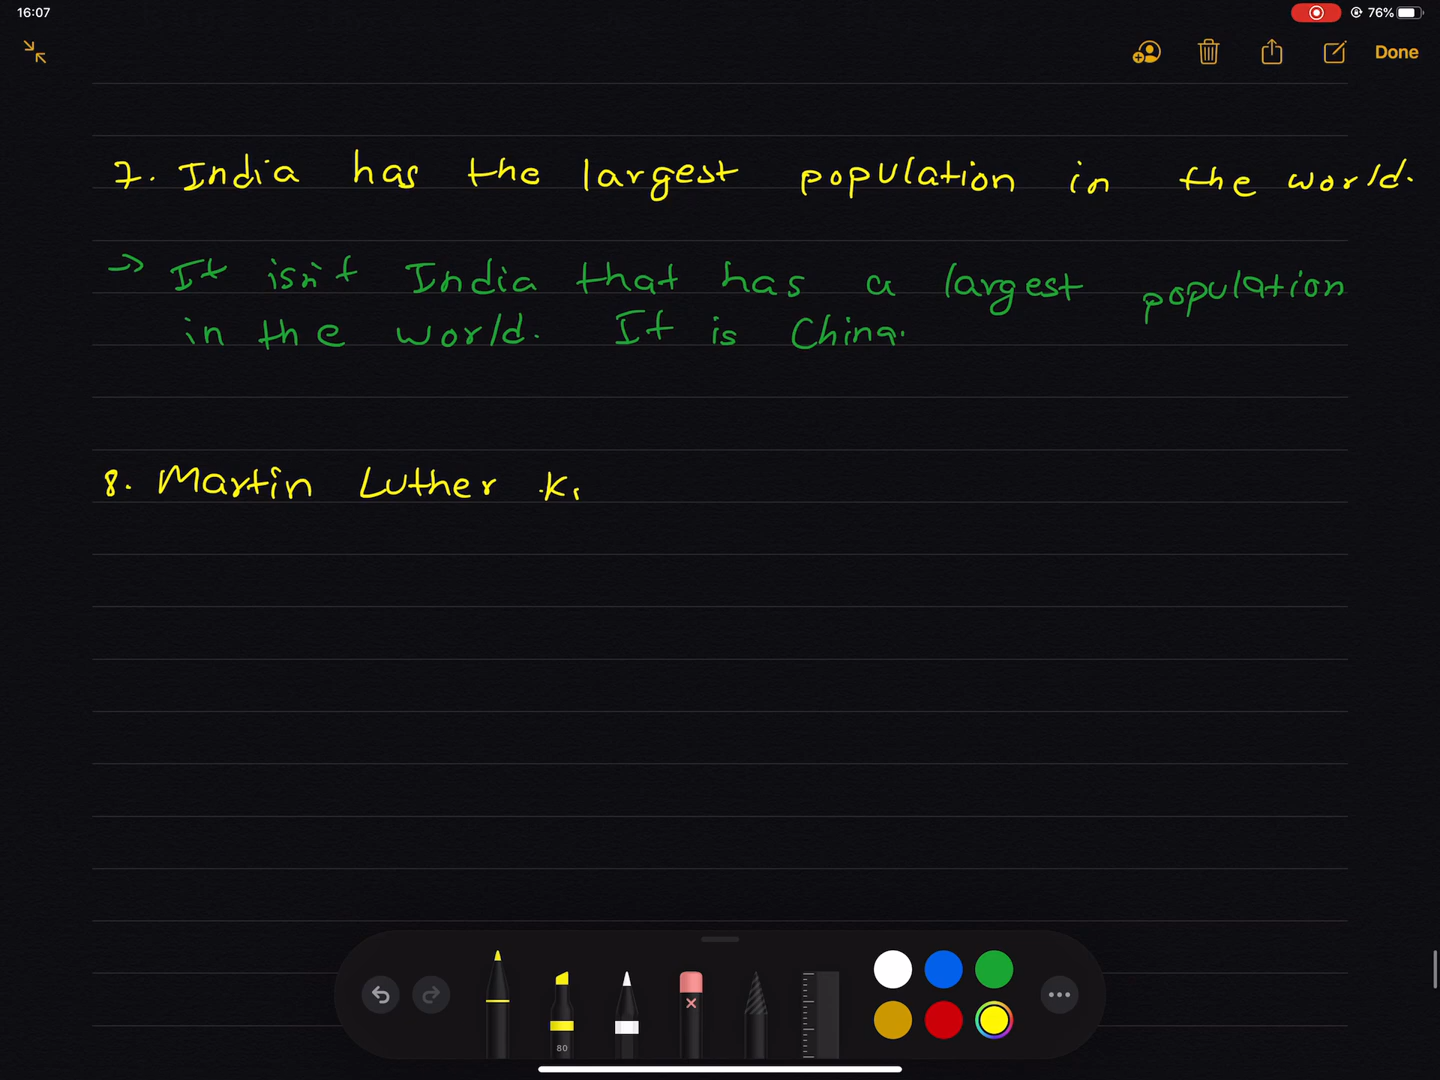 16:07
76%
Done
7. India has the largest population in the world.
→ It isn't India that has a largest population
in the world. It is China.
8. Martin Luther Ki
80